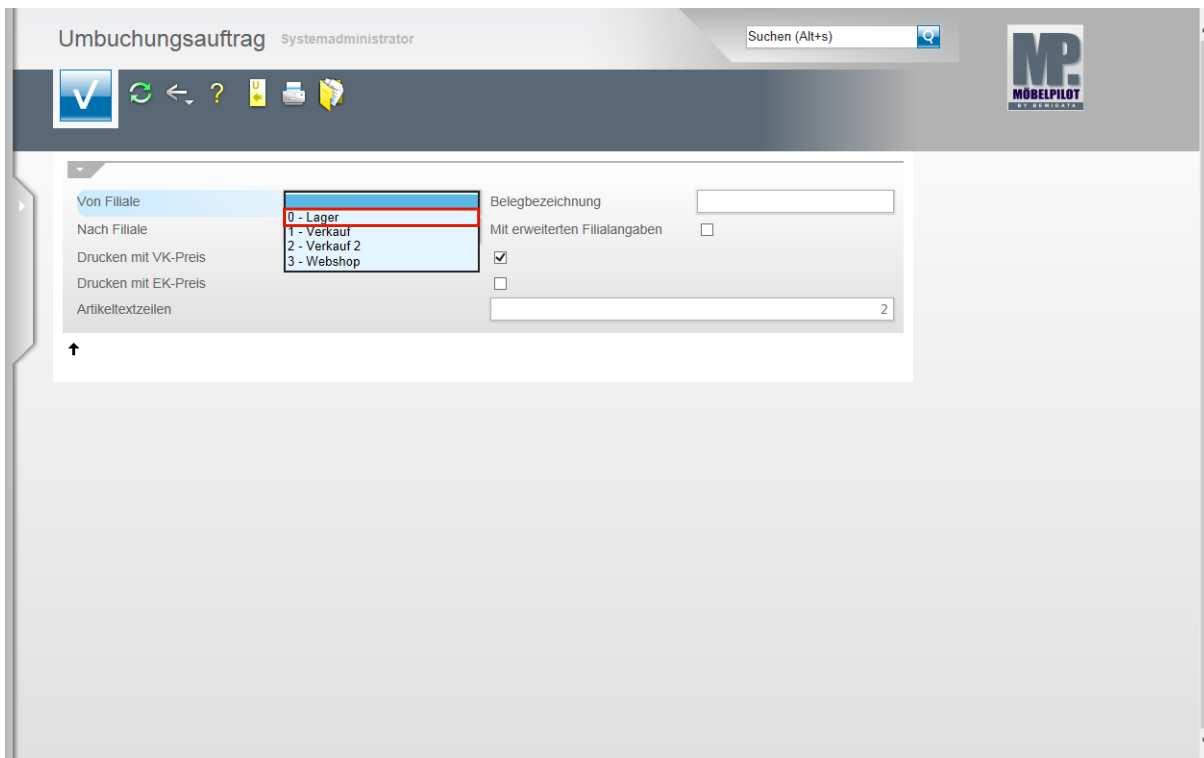 Umbuchungsauftrag Systemadministrator
Suchen (Alt+s)
MP.
MÖBELPILOT
BY BEWIDATA
? U
Von Filiale
Belegbezeichnung
0 - Lager
Nach Filiale
1 - Verkauf
Mit erweiterten Filialangaben
2 - Verkauf 2
Drucken mit VK-Preis
3 - Webshop
Drucken mit EK-Preis
Artikeltextzeilen
2